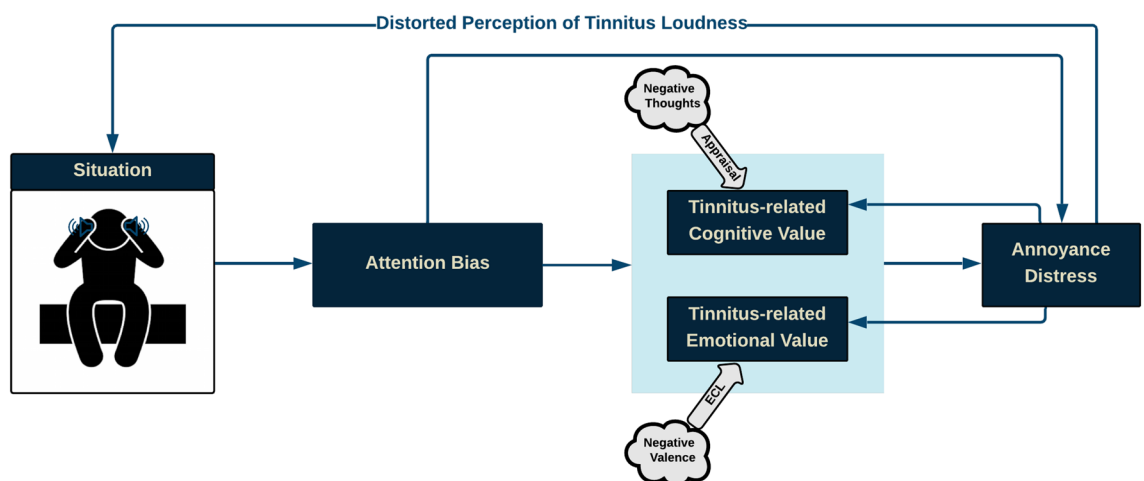 Distorted Perception of Tinnitus Loudness
Negative
Thoughts
Appraisal
Situation
Tinnitus-related
Cognitive Value
Attention Bias
Annoyance
Distress
Tinnitus-related
Emotional Value
ECL
Negative
Valence